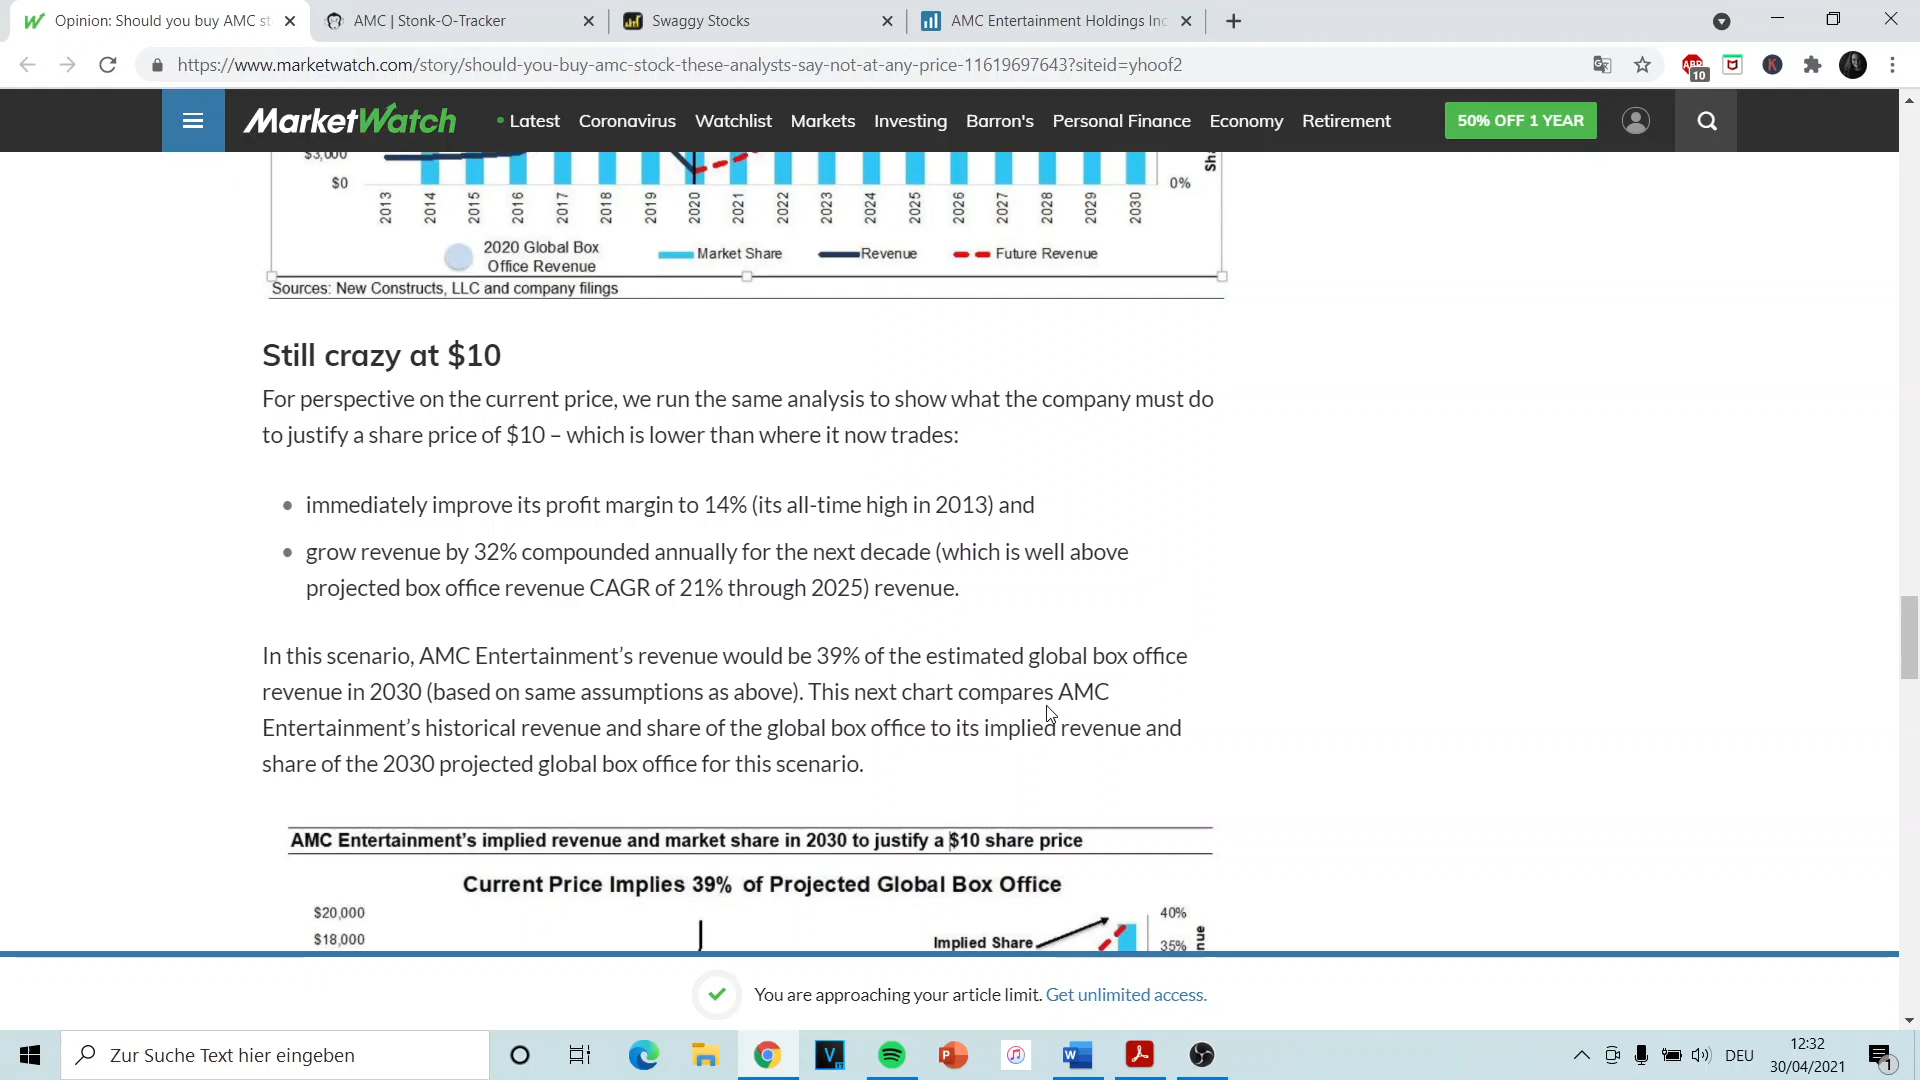 Opinion: Should you buy AMC st
AMC | Stonk-O-Tracker
Swaggy Stocks
AMC Entertainment Holdings Inc
https://www.marketwatch.com/story/should-you-buy-amc-stock-these-analysts-say-not-at-any-price-11619697643?siteid=yhoof2
ABP
10
K
MarketWatch
Latest Coronavirus Watchlist Markets Investing Barron's Personal Finance Economy Retirement
50% OFF 1 YEAR
$3,000
$0
0%
2013 2014 2015 2016 2017 2018 2019 2020 2021 2022 2023 2024 2025 2026 2027 2028 2029 2030
2020 Global Box
Office Revenue
Market Share
Revenue
Future Revenue
Sources: New Constructs, LLC and company filings
Still crazy at $10
For perspective on the current price, we run the same analysis to show what the company must do
to justify a share price of $10 – which is lower than where it now trades:
• immediately improve its profit margin to 14% (its all-time high in 2013) and
• grow revenue by 32% compounded annually for the next decade (which is well above
projected box office revenue CAGR of 21% through 2025) revenue.
In this scenario, AMC Entertainment’s revenue would be 39% of the estimated global box office
revenue in 2030 (based on same assumptions as above). This next chart compares AMC
Entertainment’s historical revenue and share of the global box office to its implied revenue and
share of the 2030 projected global box office for this scenario.
AMC Entertainment’s implied revenue and market share in 2030 to justify a $10 share price
Current Price Implies 39% of Projected Global Box Office
$20,000
40%
$18,000
Implied Share
35%
You are approaching your article limit. Get unlimited access.
Zur Suche Text hier eingeben
DEU
12:32
30/04/2021
1